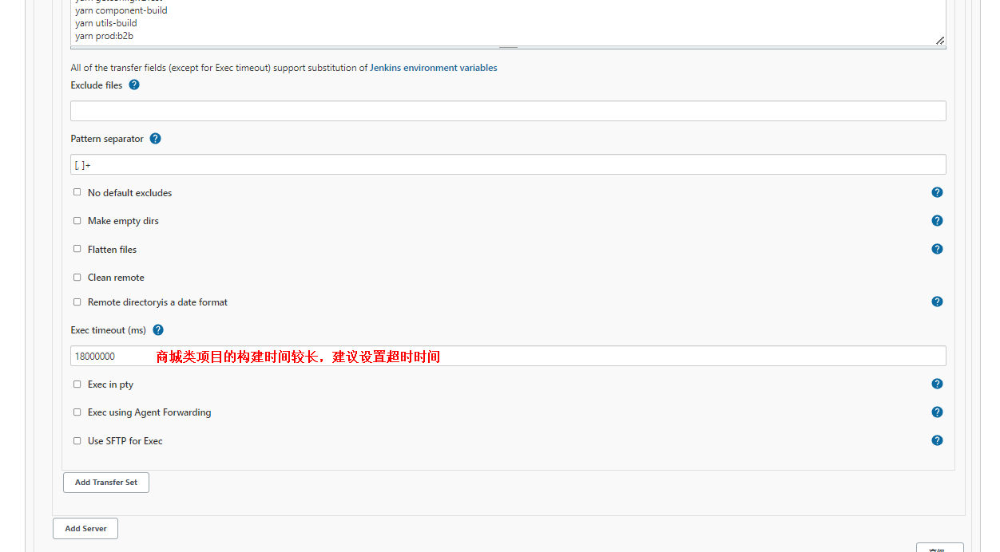 yarn component-build
yarn utils-build
yarn prod:b2b
All of the transfer fields (except for Exec timeout) support substitution of Jenkins environment variables
Exclude files ?
Pattern separator ?
[, ]+
No default excludes ?
Make empty dirs ?
Flatten files ?
Clean remote
Remote directoryis a date format ?
Exec timeout (ms) ?
18000000 商城类项目的构建时间较长，建议设置超时时间
Exec in pty ?
Exec using Agent Forwarding ?
Use SFTP for Exec ?
Add Transfer Set
Add Server